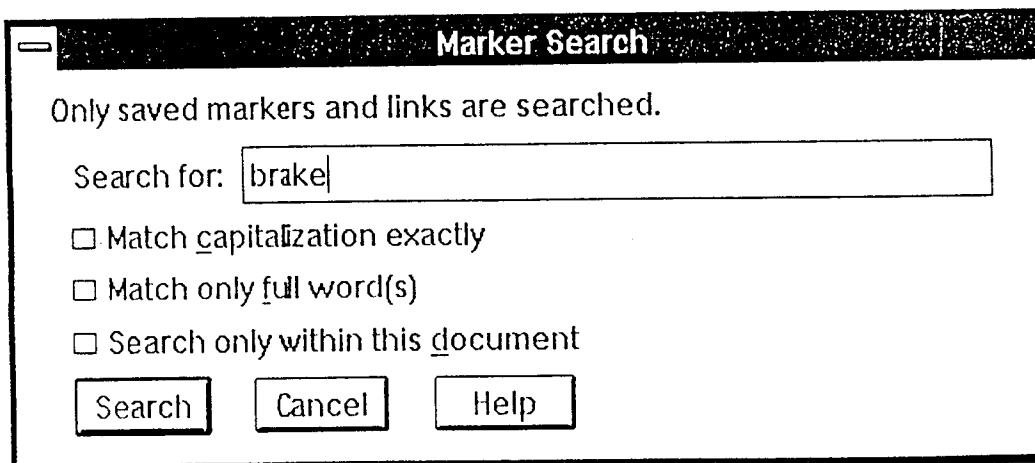 Marker Search
Only saved markers and links are searched.
Search for: brake
Match capitalization exactly
Match only full word(s)
Search only within this document
Search Cancel Help